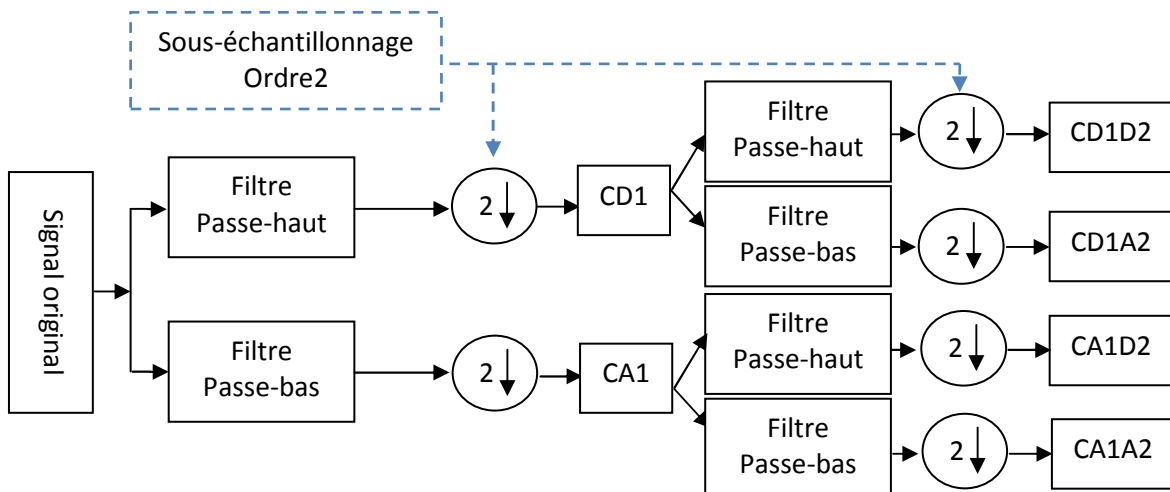 Sous-échantillonnage
Ordre2
Signal original
Filtre
Passe-haut
2
CD1
Filtre
Passe-haut
2
CD1D2
Filtre
Passe-bas
2
CD1A2
Filtre
Passe-bas
2
CA1
Filtre
Passe-haut
2
CA1D2
Filtre
Passe-bas
2
CA1A2